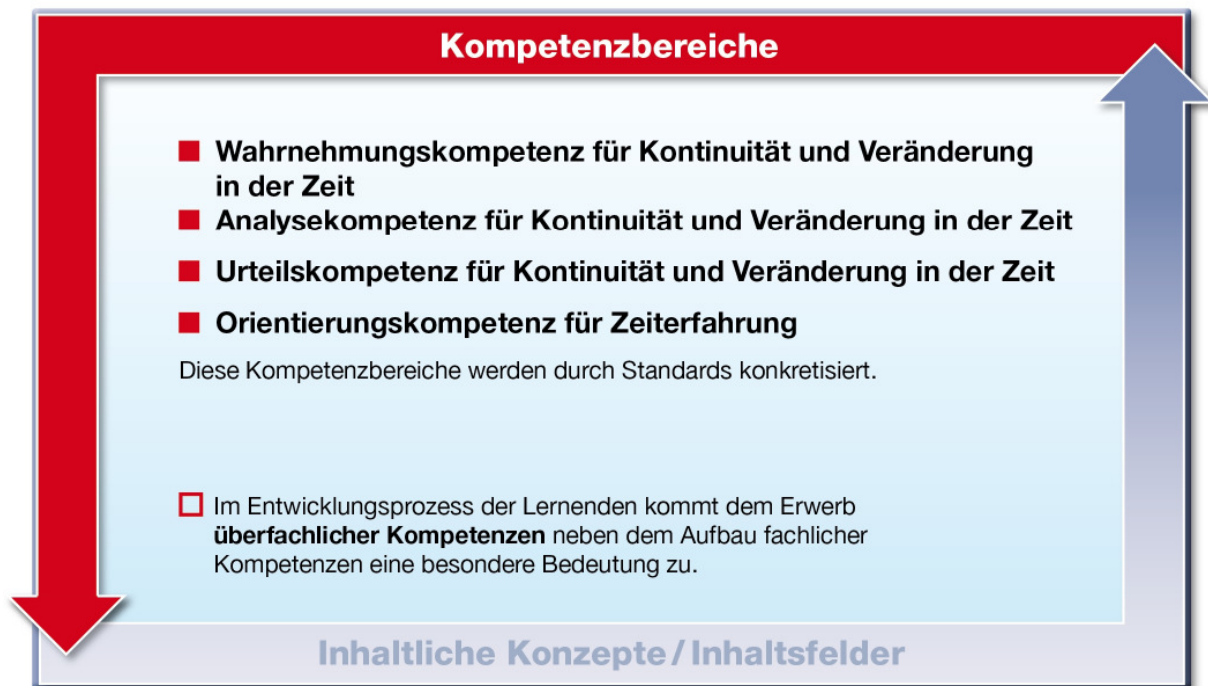 Kompetenzbereiche
Wahrnehmungskompetenz für Kontinuität und Veränderung
in der Zeit
Analysekompetenz für Kontinuität und Veränderung in der Zeit
Urteilskompetenz für Kontinuität und Veränderung in der Zeit
Orientierungskompetenz für Zeiterfahrung
Diese Kompetenzbereiche werden durch Standards konkretisiert.
Im Entwicklungsprozess der Lernenden kommt dem Erwerb
überfachlicher Kompetenzen neben dem Aufbau fachlicher
Kompetenzen eine besondere Bedeutung zu.
Inhaltliche Konzepte / Inhaltsfelder